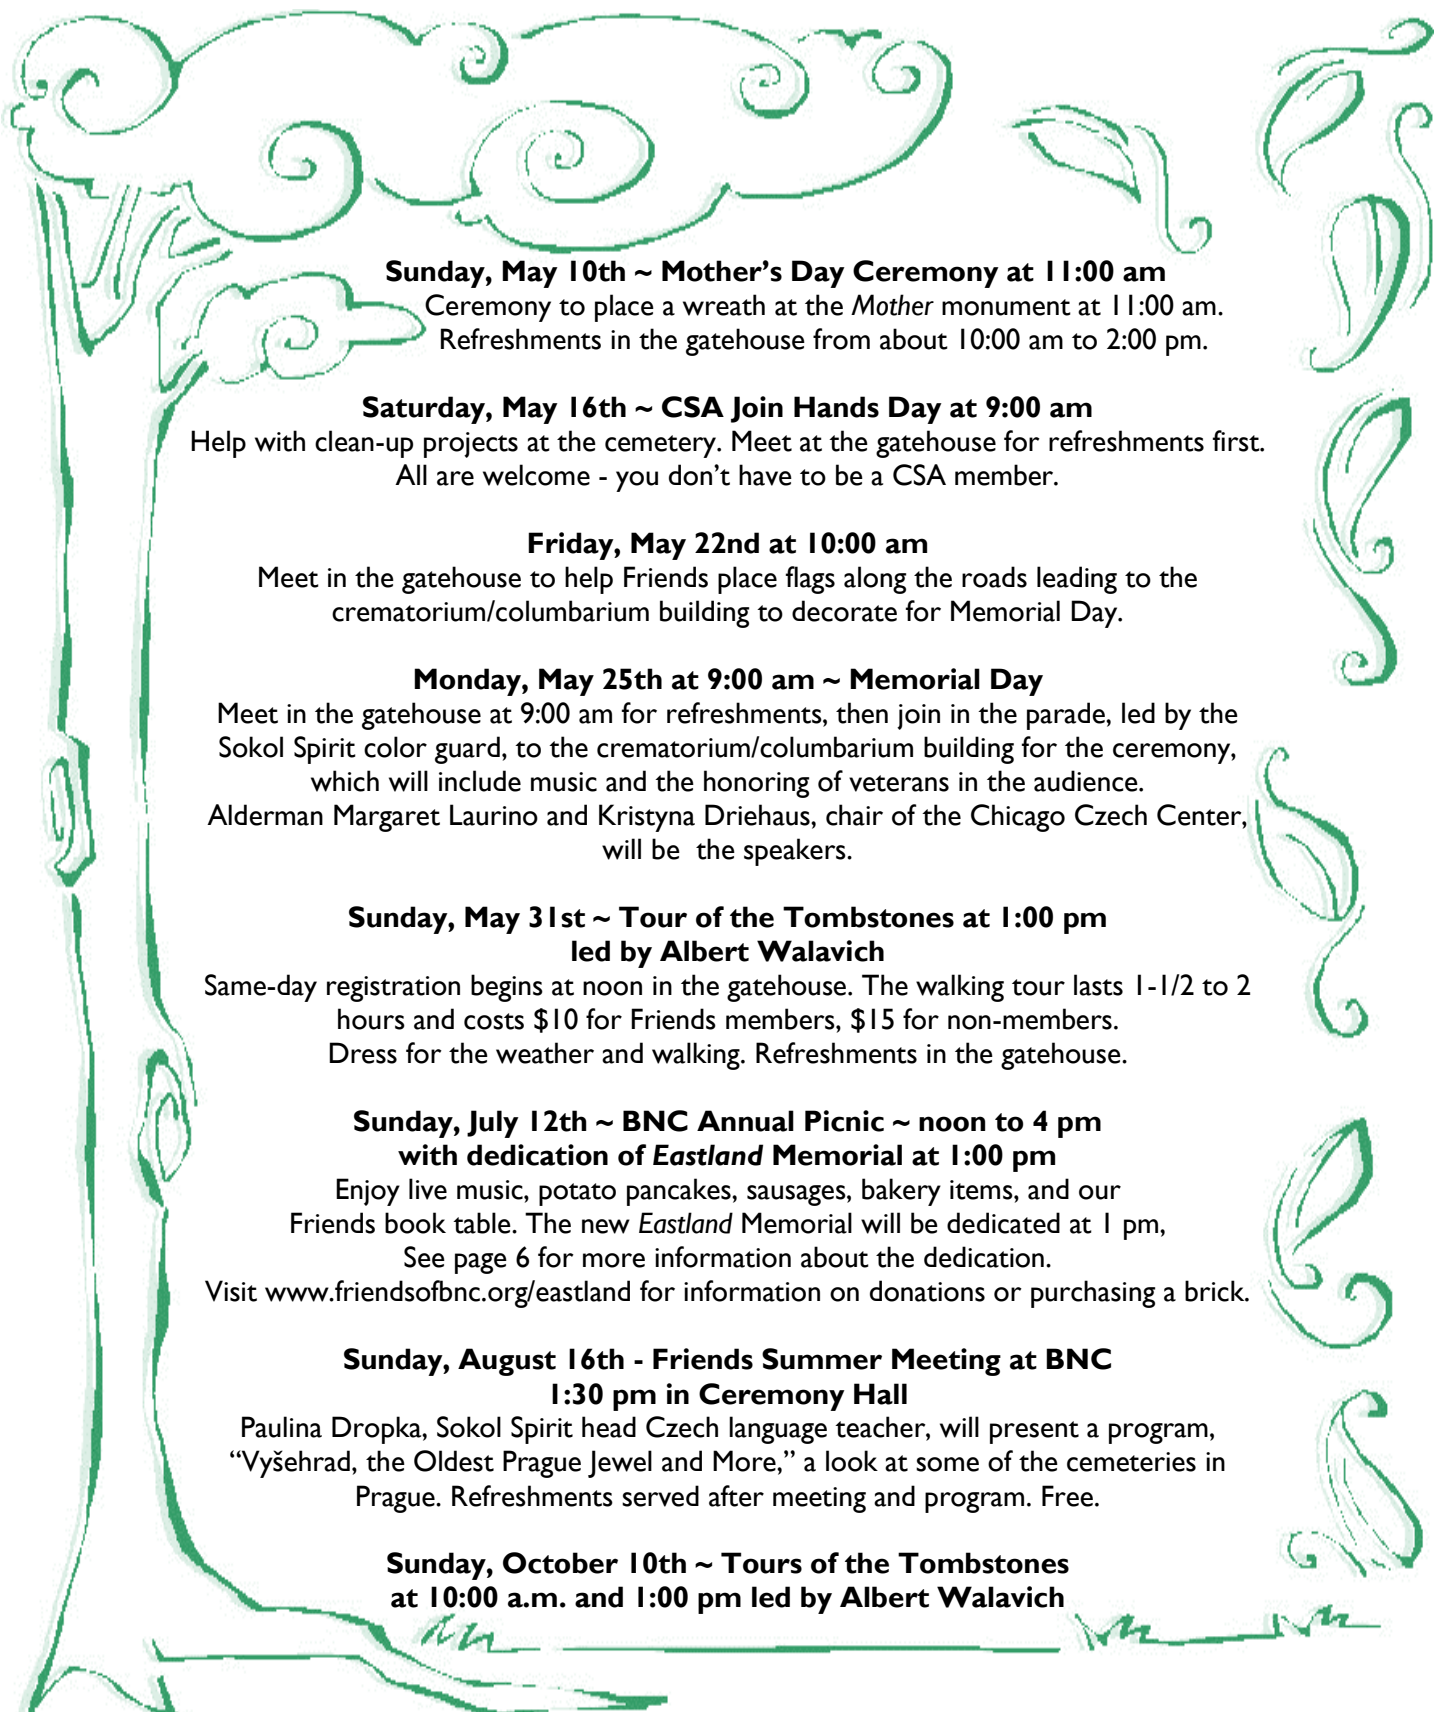 Sunday, May 10th ~ Mother’s Day Ceremony at 11:00 am
Ceremony to place a wreath at the Mother monument at 11:00 am.
Refreshments in the gatehouse from about 10:00 am to 2:00 pm.
Saturday, May 16th ~ CSA Join Hands Day at 9:00 am
Help with clean-up projects at the cemetery. Meet at the gatehouse for refreshments first.
All are welcome - you don’t have to be a CSA member.
Friday, May 22nd at 10:00 am
Meet in the gatehouse to help Friends place flags along the roads leading to the
crematorium/columbarium building to decorate for Memorial Day.
Monday, May 25th at 9:00 am ~ Memorial Day
Meet in the gatehouse at 9:00 am for refreshments, then join in the parade, led by the
Sokol Spirit color guard, to the crematorium/columbarium building for the ceremony,
which will include music and the honoring of veterans in the audience.
Alderman Margaret Laurino and Kristyna Driehaus, chair of the Chicago Czech Center,
will be  the speakers.
Sunday, May 31st ~ Tour of the Tombstones at 1:00 pm
led by Albert Walavich
Same-day registration begins at noon in the gatehouse. The walking tour lasts 1-1/2 to 2
hours and costs $10 for Friends members, $15 for non-members.
Dress for the weather and walking. Refreshments in the gatehouse.
Sunday, July 12th ~ BNC Annual Picnic ~ noon to 4 pm
with dedication of Eastland Memorial at 1:00 pm
Enjoy live music, potato pancakes, sausages, bakery items, and our
Friends book table. The new Eastland Memorial will be dedicated at 1 pm,
See page 6 for more information about the dedication.
Visit www.friendsofbnc.org/eastland for information on donations or purchasing a brick.
Sunday, August 16th - Friends Summer Meeting at BNC
1:30 pm in Ceremony Hall
Paulina Dropka, Sokol Spirit head Czech language teacher, will present a program,
“Vyšehrad, the Oldest Prague Jewel and More,” a look at some of the cemeteries in
Prague. Refreshments served after meeting and program. Free.
Sunday, October 10th ~ Tours of the Tombstones
at 10:00 a.m. and 1:00 pm led by Albert Walavich